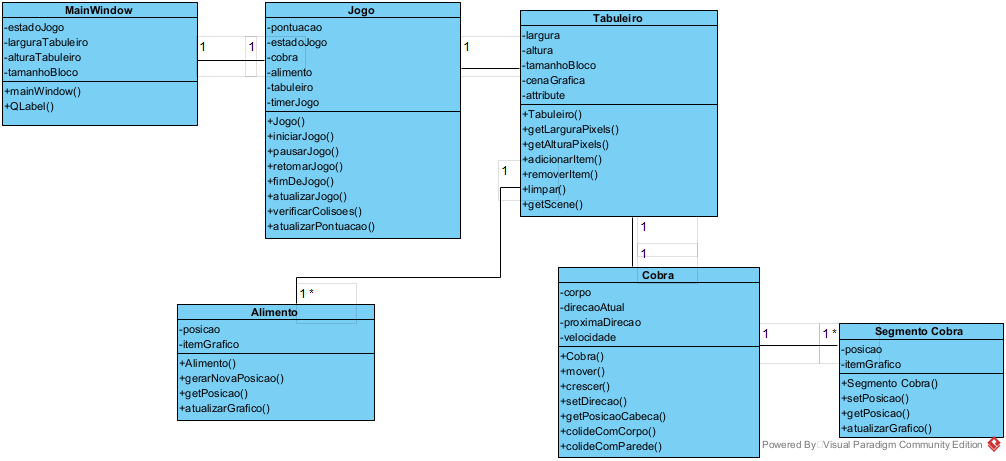 MainWindow
-estadoJogo
-larguraTabuleiro
-alturaTabuleiro
-tamanhoBloco
+mainWindow()
+QLabel()
1
1
Jogo
-pontuacao
-estadoJogo
-cobra
-alimento
-tabuleiro
-timerJogo
+Jogo()
+iniciarJogo()
+pausarJogo()
+retomarJogo()
+fimDeJogo()
+atualizarJogo()
+verificarColisoes()
+atualizarPontuacao()
1
Tabuleiro
-largura
-altura
-tamanhoBloco
-cenaGrafica
-attribute
+Tabuleiro()
+getLarguraPixels()
+getAlturaPixels()
+adicionarItem()
+removerItem()
+limpar()
+getScene()
1
1 *
Alimento
-posicao
-itemGrafico
+Alimento()
+gerarNovaPosicao()
+getPosicao()
+atualizarGrafico()
1
1
Cobra
-corpo
-direcaoAtual
-proximaDirecao
-velocidade
+Cobra()
+mover()
+crescer()
+setDirecao()
+getPosicaoCabeca()
+colideComCorpo()
+colideComParede()
1
1 *
Segmento Cobra
-posicao
-itemGrafico
+Segmento Cobra()
+setPosicao()
+getPosicao()
+atualizarGrafico()
Powered By Visual Paradigm Community Edition